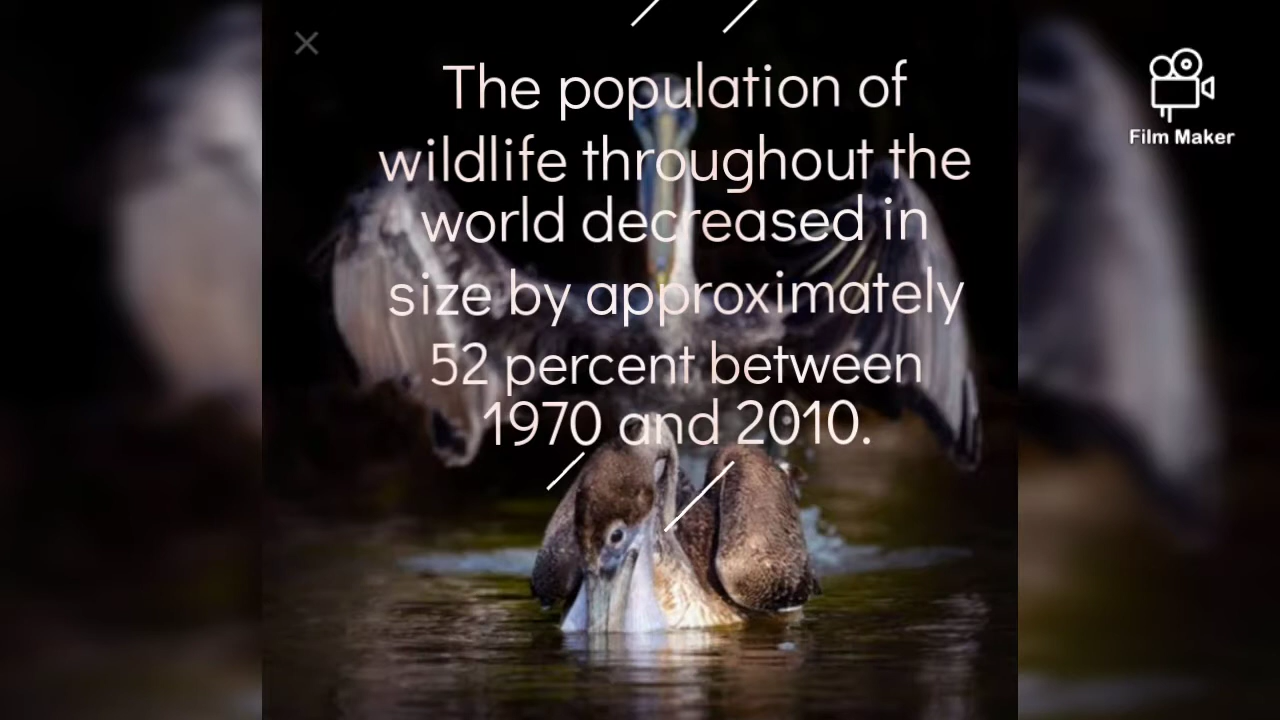 The population of
wildlife throughout the
world decreased in
size by approximately
52 percent between
1970 and 2010.
Film Maker